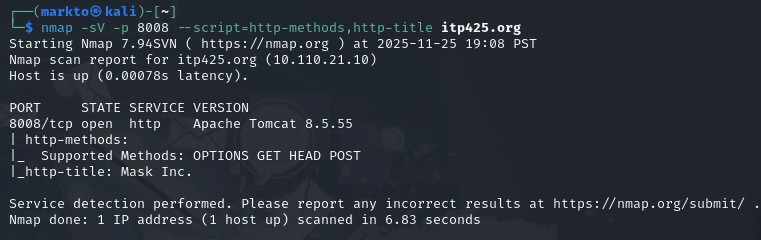 ┌──(markto㉿kali)-[~]
└─$ nmap -sV -p 8008 --script=http-methods,http-title itp425.org
Starting Nmap 7.94SVN ( https://nmap.org ) at 2025-11-25 19:08 PST
Nmap scan report for itp425.org (10.110.21.10)
Host is up (0.00078s latency).

PORT     STATE SERVICE VERSION
8008/tcp open  http    Apache Tomcat 8.5.55
| http-methods:
|_  Supported Methods: OPTIONS GET HEAD POST
|_http-title: Mask Inc.

Service detection performed. Please report any incorrect results at https://nmap.org/submit/ .
Nmap done: 1 IP address (1 host up) scanned in 6.83 seconds